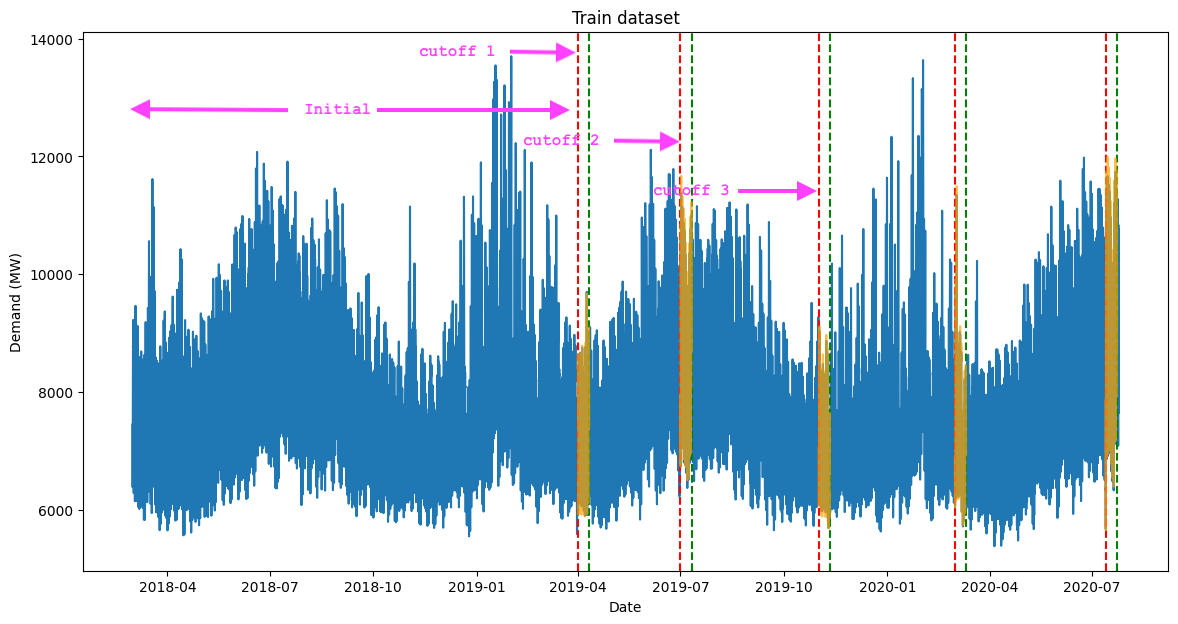 Train dataset
14000
cutoff 1
Initial
12000
cutoff 2
cutoff 3
Demand (MW)
10000
8000
6000
2018-04 2018-07 2018-10 2019-01 2019-04 2019-07 2019-10 2020-01 2020-04 2020-07
Date